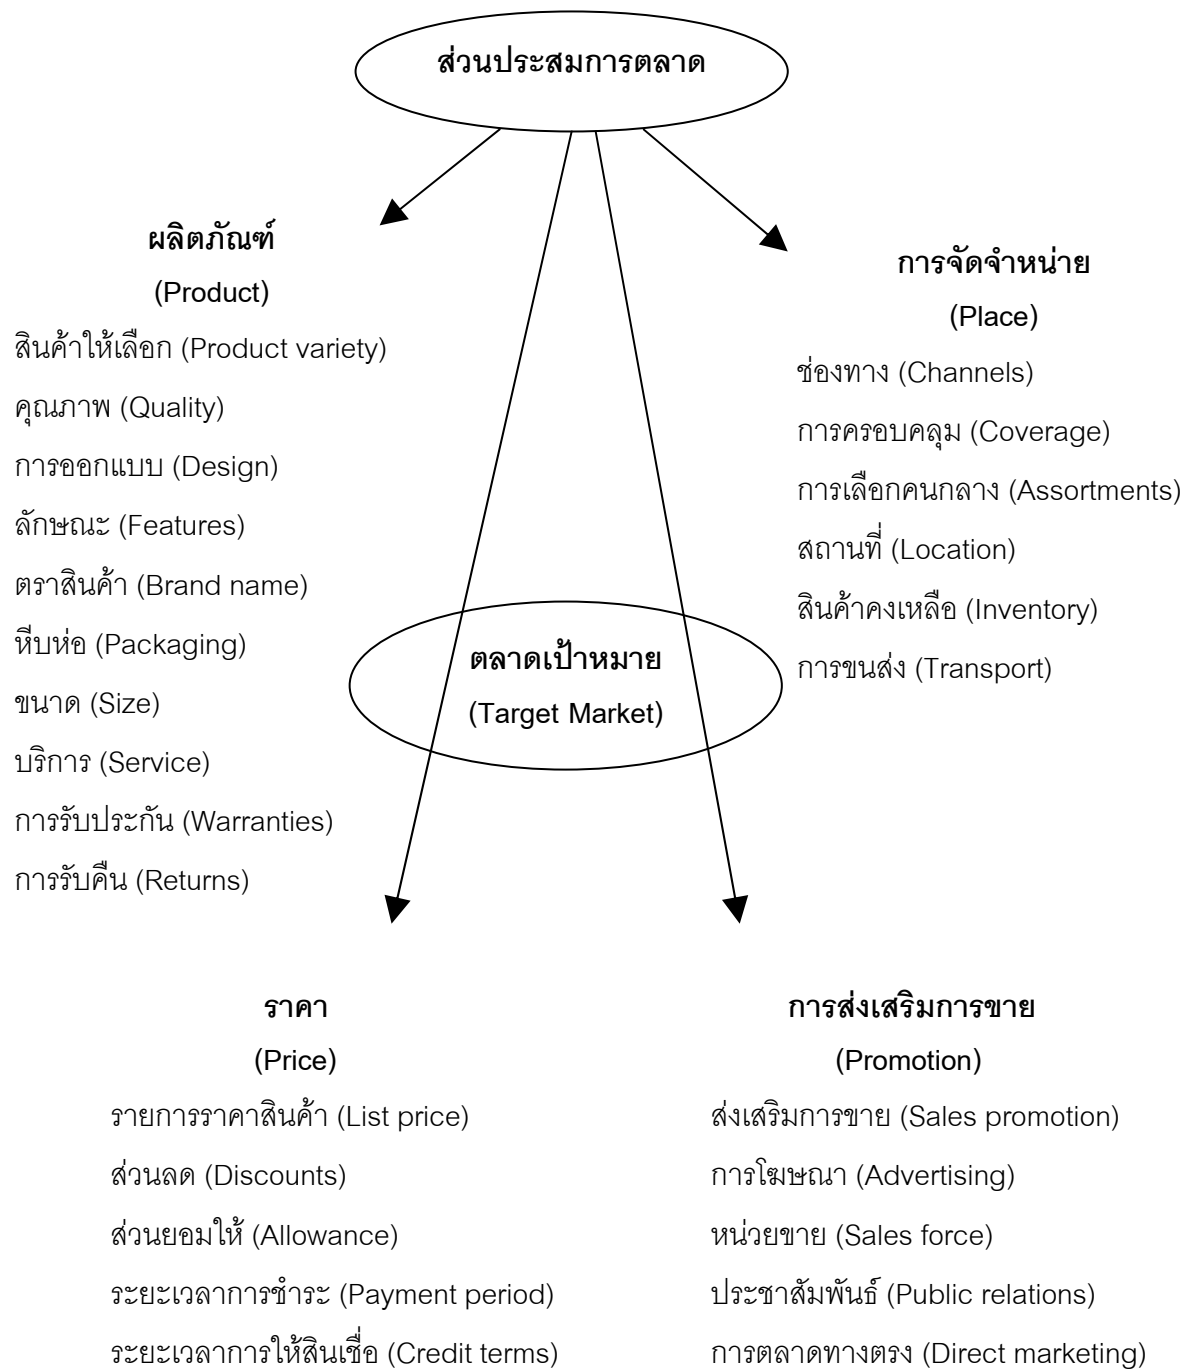 ส่วนประสมการตลาด
ผลิตภัณฑ์
(Product)
สินค้าให้เลือก (Product variety)
คุณภาพ (Quality)
การออกแบบ (Design)
ลักษณะ (Features)
ตราสินค้า (Brand name)
หีบห่อ (Packaging)
ขนาด (Size)
บริการ (Service)
การรับประกัน (Warranties)
การรับคืน (Returns)
การจัดจำหน่าย
(Place)
ช่องทาง (Channels)
การครอบคลุม (Coverage)
การเลือกคนกลาง (Assortments)
สถานที่ (Location)
สินค้าคงเหลือ (Inventory)
การขนส่ง (Transport)
ตลาดเป้าหมาย
(Target Market)
ราคา
(Price)
รายการราคาสินค้า (List price)
ส่วนลด (Discounts)
ส่วนยอมให้ (Allowance)
ระยะเวลาการชำระ (Payment period)
ระยะเวลาการให้สินเชื่อ (Credit terms)
การส่งเสริมการขาย
(Promotion)
ส่งเสริมการขาย (Sales promotion)
การโฆษณา (Advertising)
หน่วยขาย (Sales force)
ประชาสัมพันธ์ (Public relations)
การตลาดทางตรง (Direct marketing)